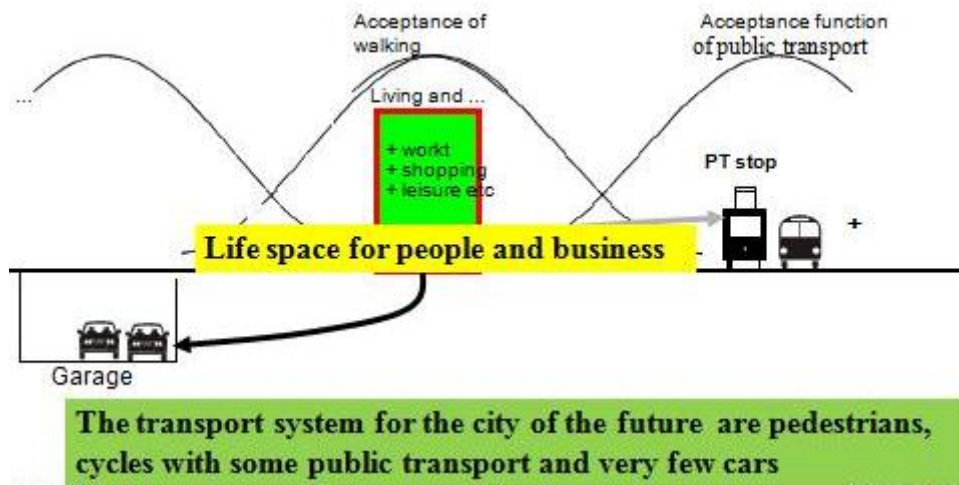 Acceptance of
walking
Acceptance function
of public transport
...
Living and ...
+ workt
+ shopping
+ leisure etc
PT stop
+
Life space for people and business
Garage
The transport system for the city of the future are pedestrians,
cycles with some public transport and very few cars